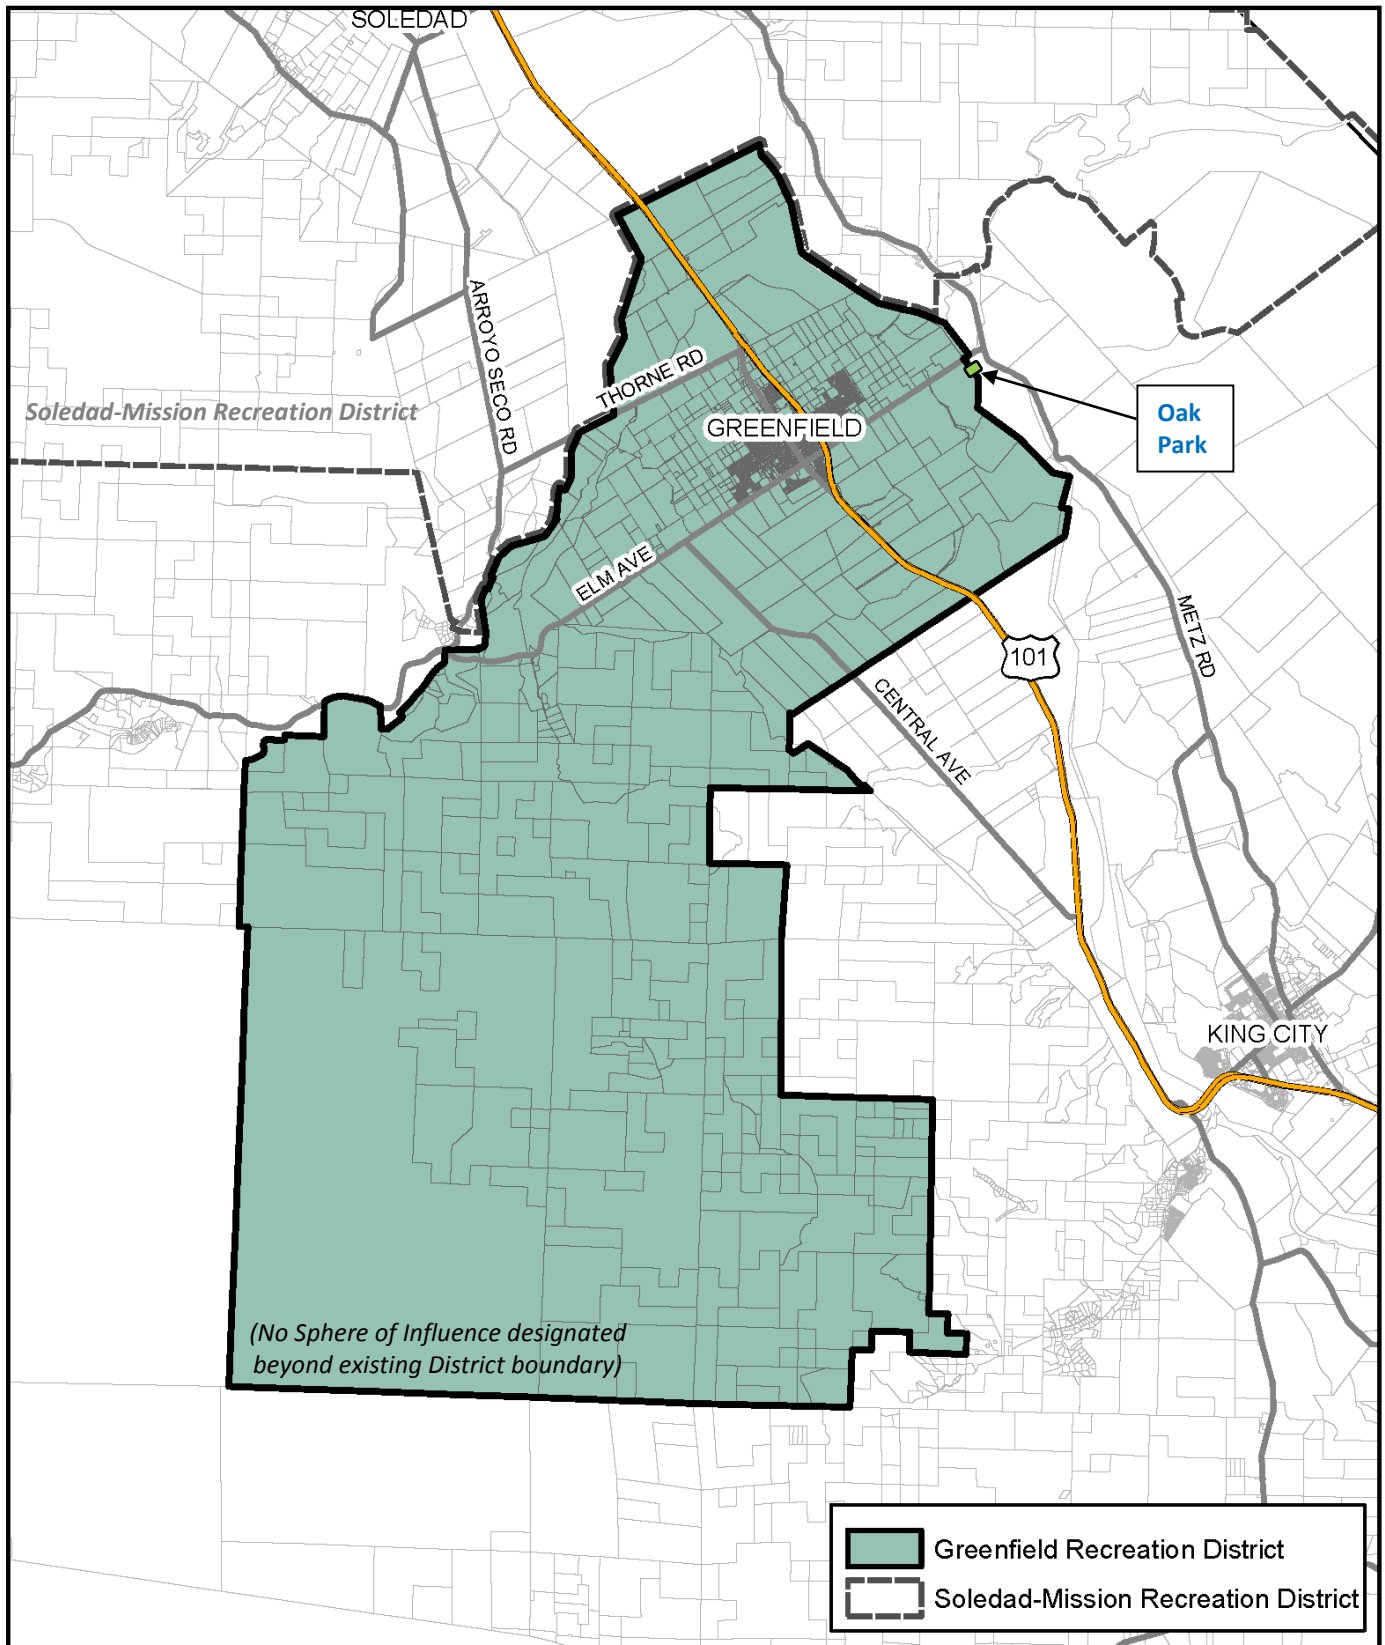 SOLEDAD
ARROYO SECO RD
THORNE RD
Soledad-Mission Recreation District
Oak
Park
GREENFIELD
ELM AVE
METZ RD
101
CENTRAL AVE
KING CITY
(No Sphere of Influence designated
beyond existing District boundary)
Greenfield Recreation District
Soledad-Mission Recreation District